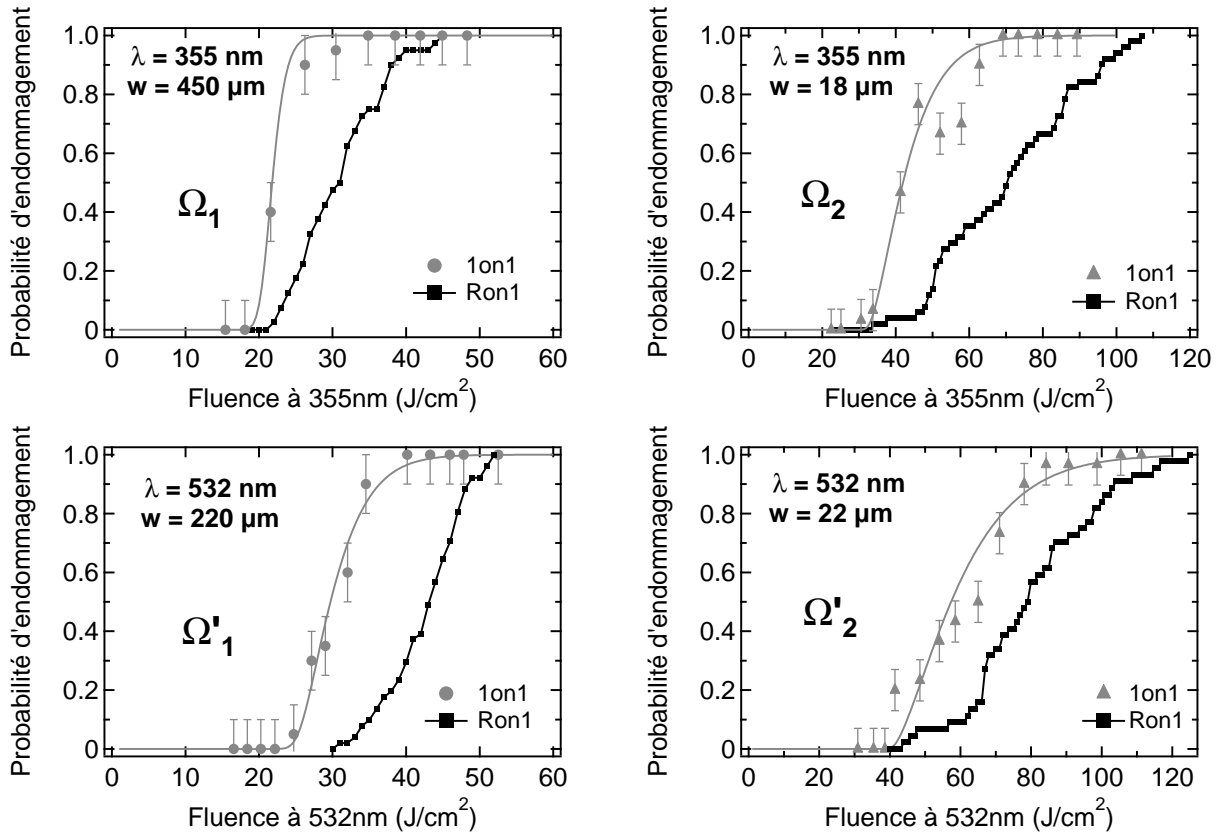 Probabilité d'endommagement
1.0
0.8
0.6
0.4
0.2
0
λ = 355 nm
w = 450 µm
Ω1
1on1
Ron1
0 10 20 30 40 50 60
Fluence à 355nm (J/cm2)
Probabilité d'endommagement
1.0
0.8
0.6
0.4
0.2
0
λ = 355 nm
w = 18 µm
Ω2
1on1
Ron1
0 20 40 60 80 100 120
Fluence à 355nm (J/cm2)
Probabilité d'endommagement
1.0
0.8
0.6
0.4
0.2
0
λ = 532 nm
w = 220 µm
Ω'1
1on1
Ron1
0 10 20 30 40 50 60
Fluence à 532nm (J/cm2)
Probabilité d'endommagement
1.0
0.8
0.6
0.4
0.2
0
λ = 532 nm
w = 22 µm
Ω'2
1on1
Ron1
0 20 40 60 80 100 120
Fluence à 532nm (J/cm2)